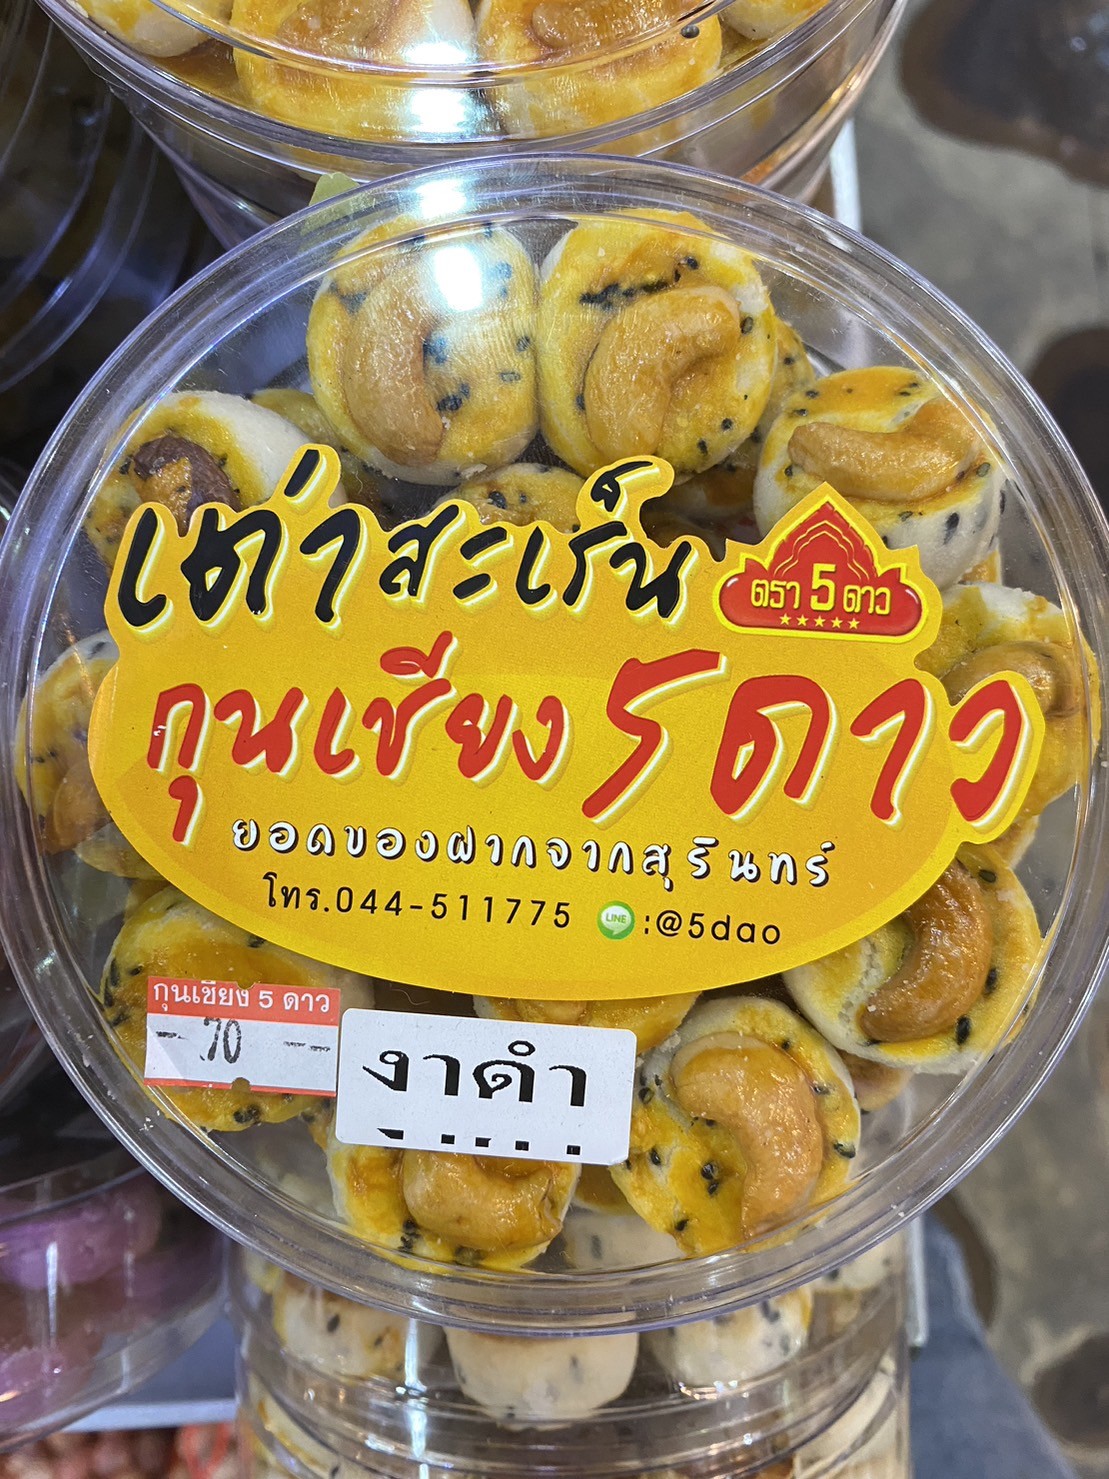 เต่าสะเร็น
ตรา 5 ดาว
กุนเชียง 5 ดาว
ยอดของฝากจากสุรินทร์
โทร.044-511775 LINE :@5dao
กุนเชียง 5 ดาว
70
งาดำ